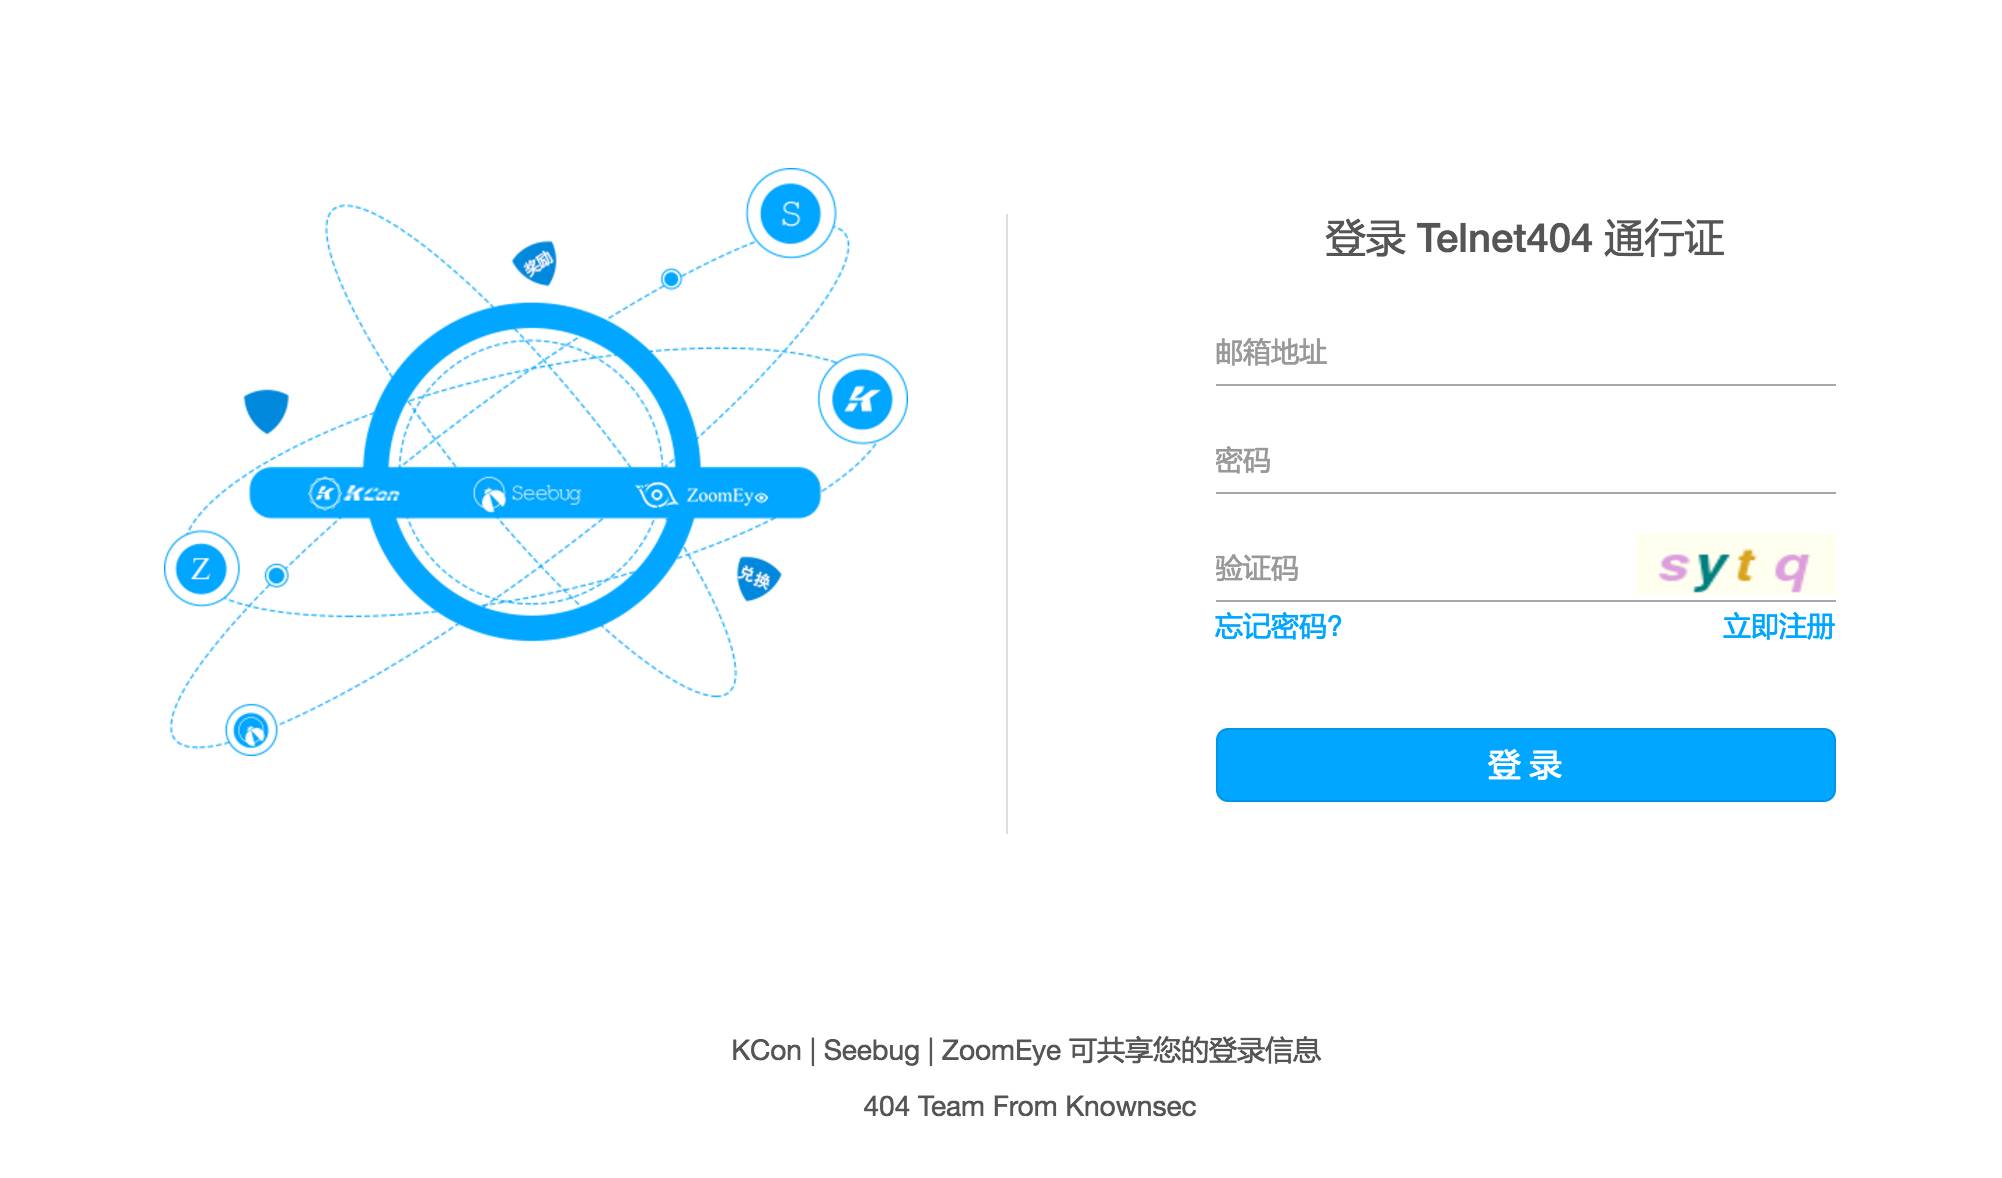 S
奖励
K
KCon Seebug ZoomEye
Z
兑换
登录 Telnet404 通行证
邮箱地址
密码
验证码
sytq
忘记密码?
立即注册
登 录
KCon | Seebug | ZoomEye 可共享您的登录信息
404 Team From Knownsec